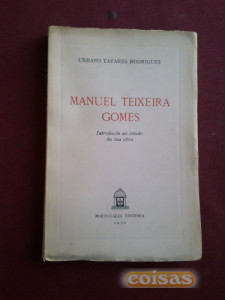 URBANO TAVARES RODRIGUES
MANUEL TEIXEIRA
GOMES
Introdução ao estudo
da sua obra
PORTUGÁLIA EDITORA
coisas